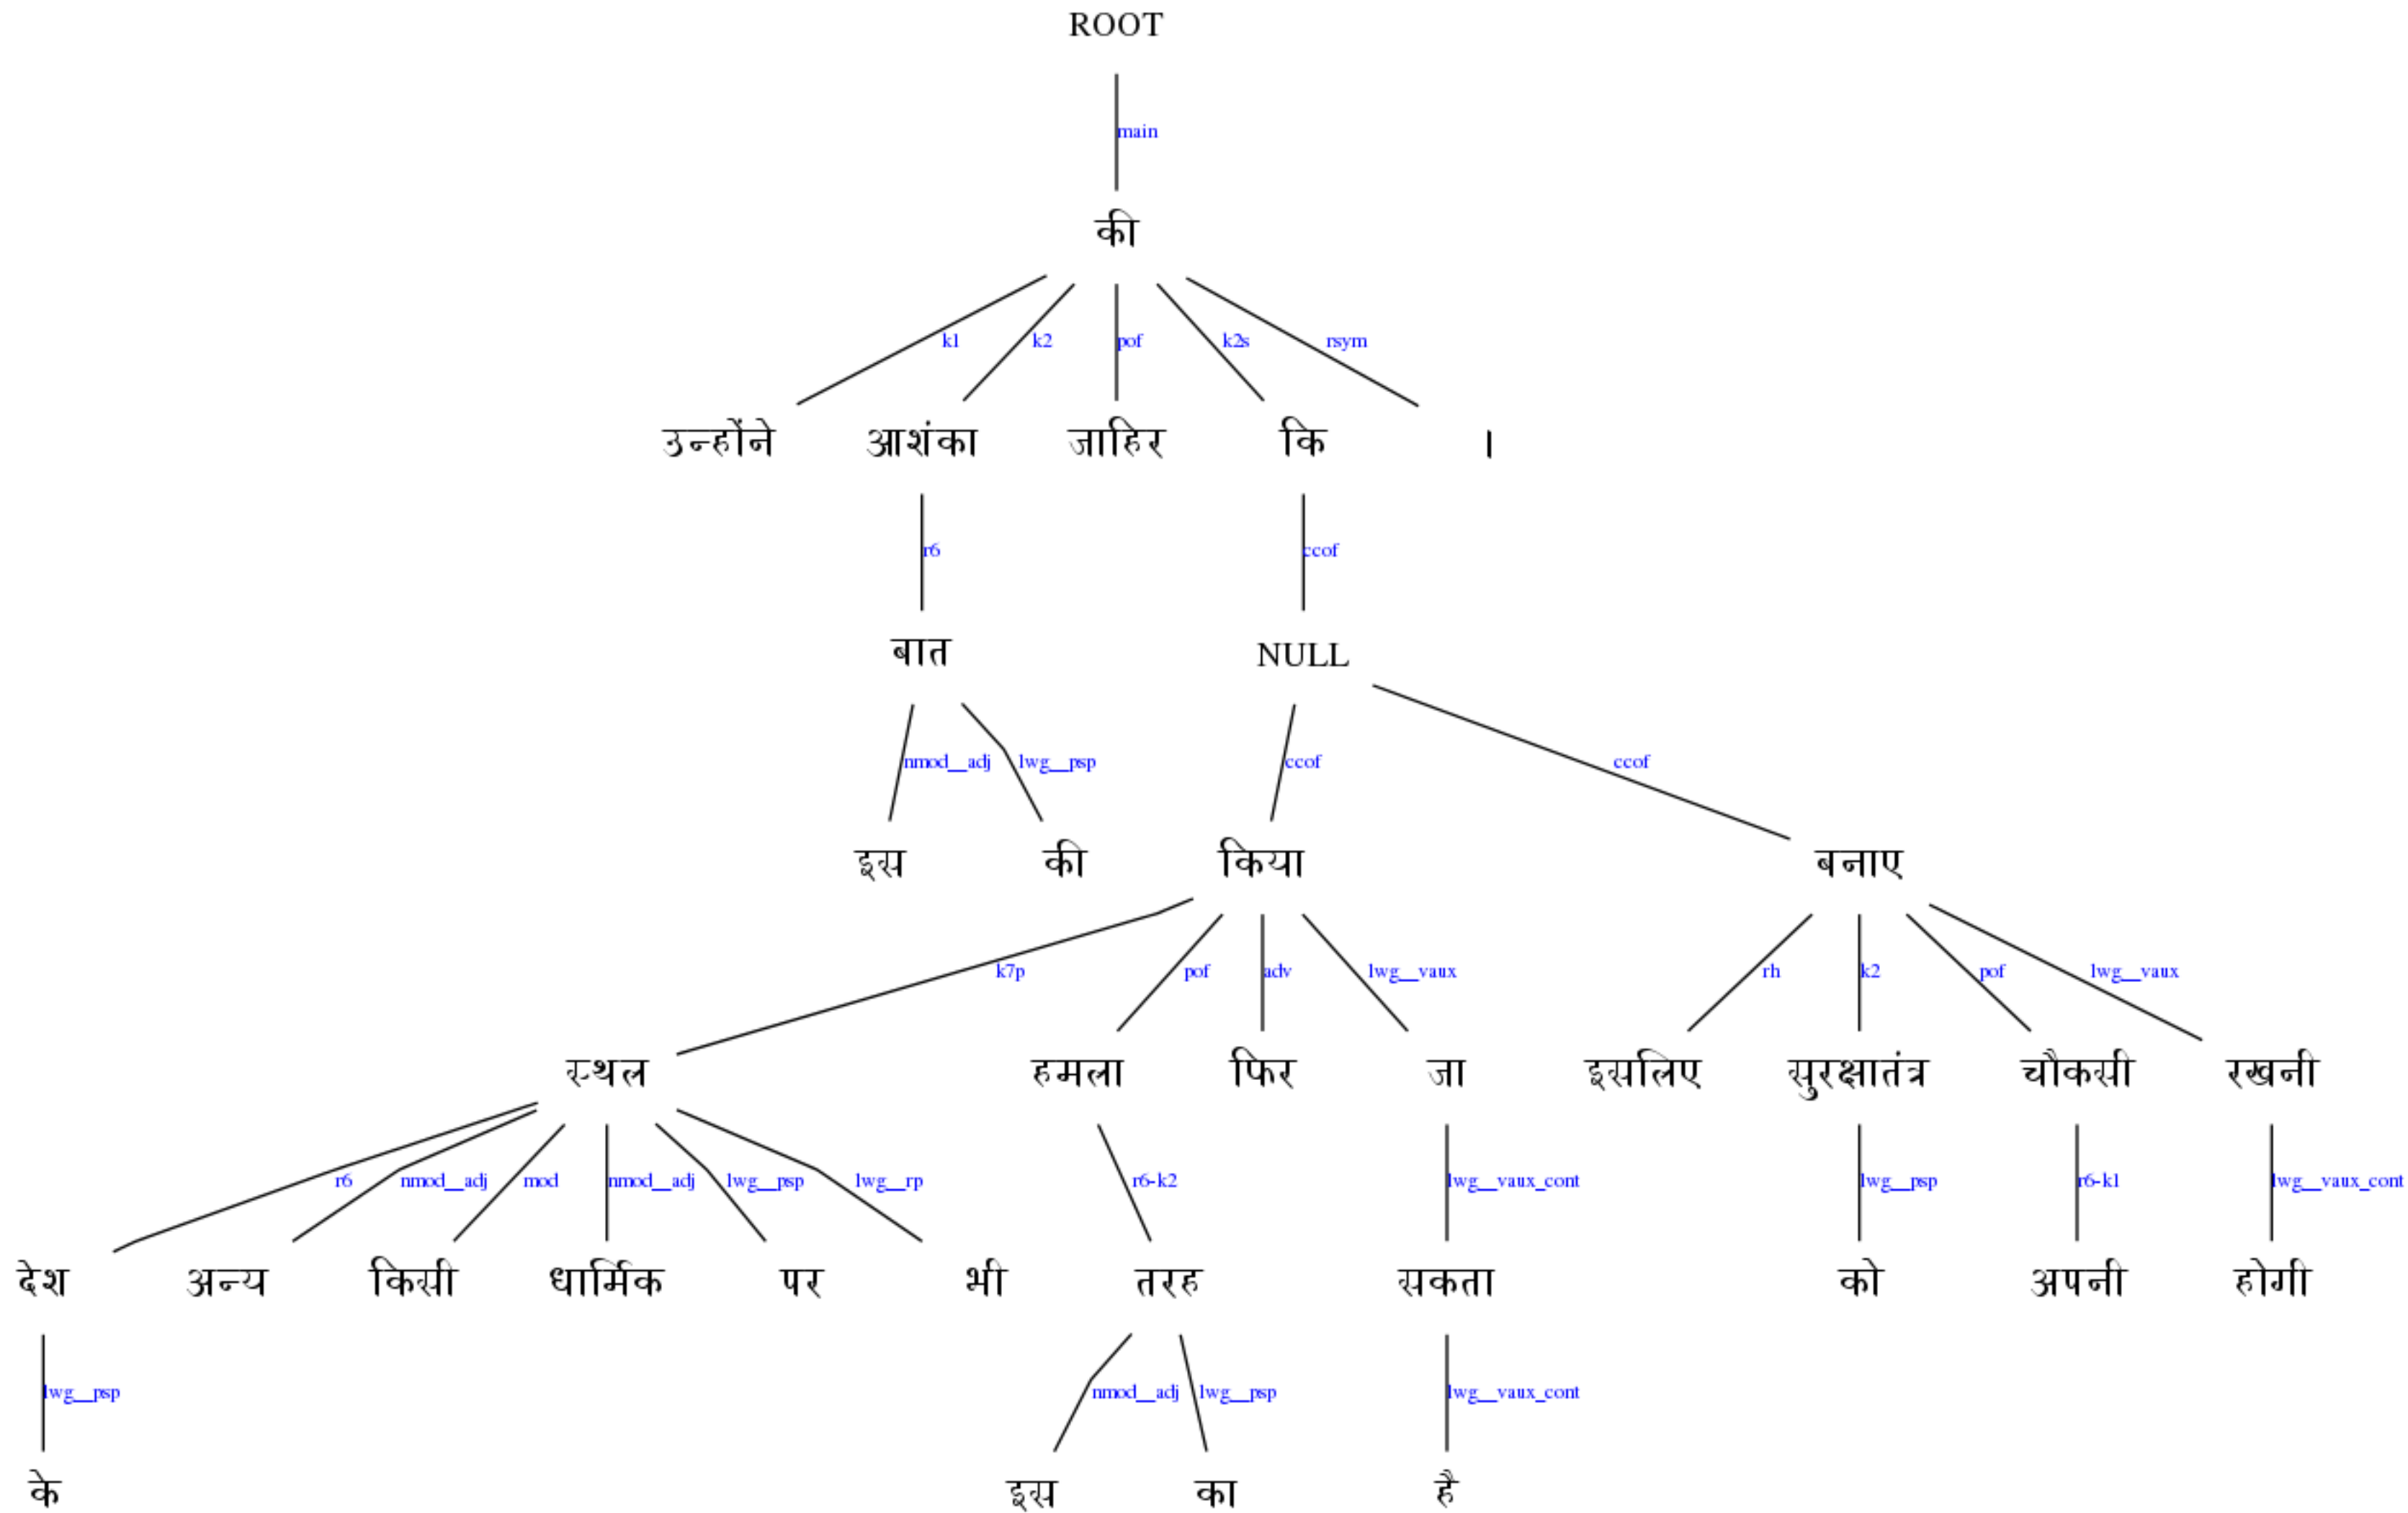 ROOT
main
की
k1 k2 pof k2s rsym
उन्होंने आशंका जाहिर कि ।
r6 ccof
बात NULL
nmod__adj lwg__psp ccof ccof
इस की किया बनाए
k7p pof adv lwg__vaux rh k2 pof lwg__vaux
स्थल हमला फिर जा इसलिए सुरक्षातंत्र चौकसी रखनी
r6 nmod__adj mod nmod__adj lwg__psp lwg__rp r6-k2 lwg__vaux_cont lwg__psp r6-k1 lwg__vaux_cont
देश अन्य किसी धार्मिक पर भी तरह सकता को अपनी होगी
lwg__psp nmod__adj lwg__psp lwg__vaux_cont
के इस का है